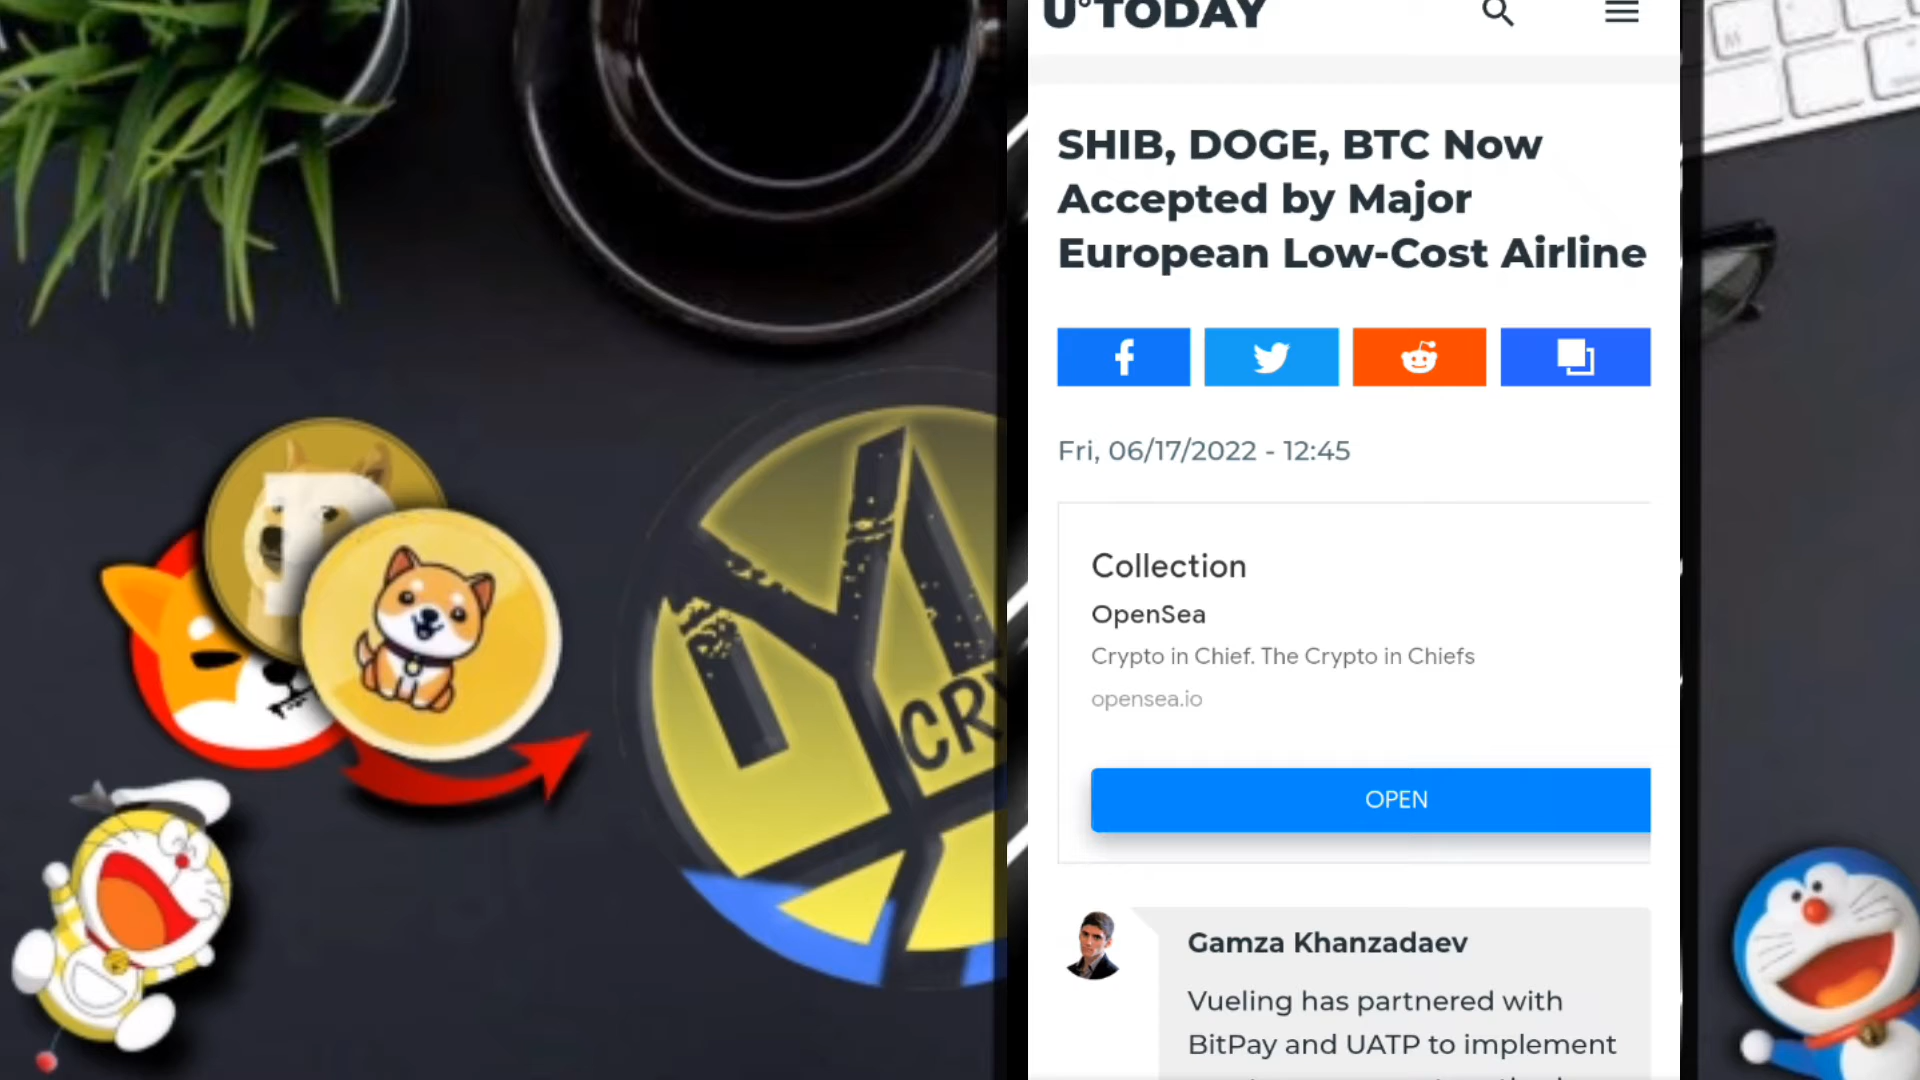 U°TODAY
SHIB, DOGE, BTC Now
Accepted by Major
European Low-Cost Airline
Fri, 06/17/2022 - 12:45
Collection
OpenSea
Crypto in Chief. The Crypto in Chiefs
opensea.io
OPEN
Gamza Khanzadaev
Vueling has partnered with
BitPay and UATP to implement